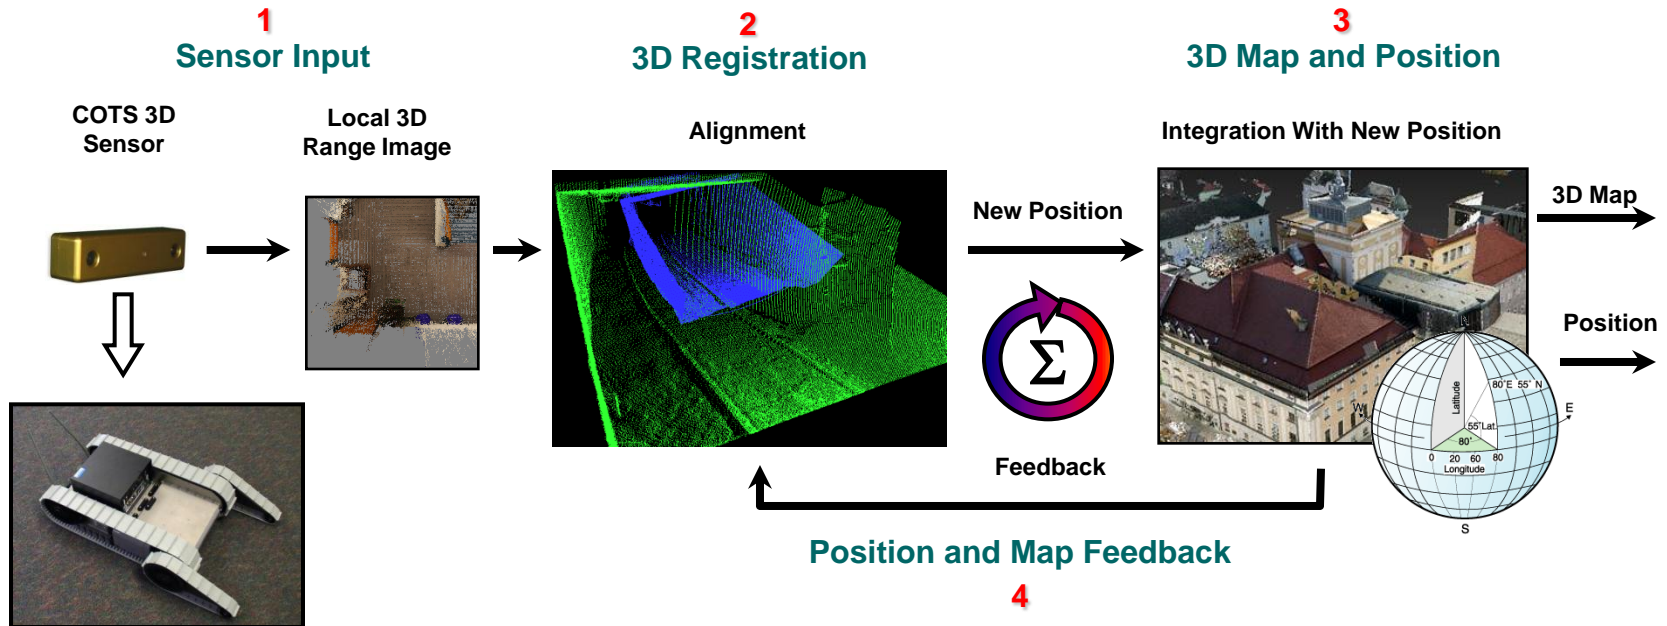 1
Sensor Input
COTS 3D
Sensor
Local 3D
Range Image
2
3D Registration
Alignment
New Position
Σ
Feedback
3
3D Map and Position
Integration With New Position
3D Map
Position
N
80°E 55° N
Latitude
W
E
55°Lat.
80°
0 20 60 80
Longitude
S
Position and Map Feedback
4